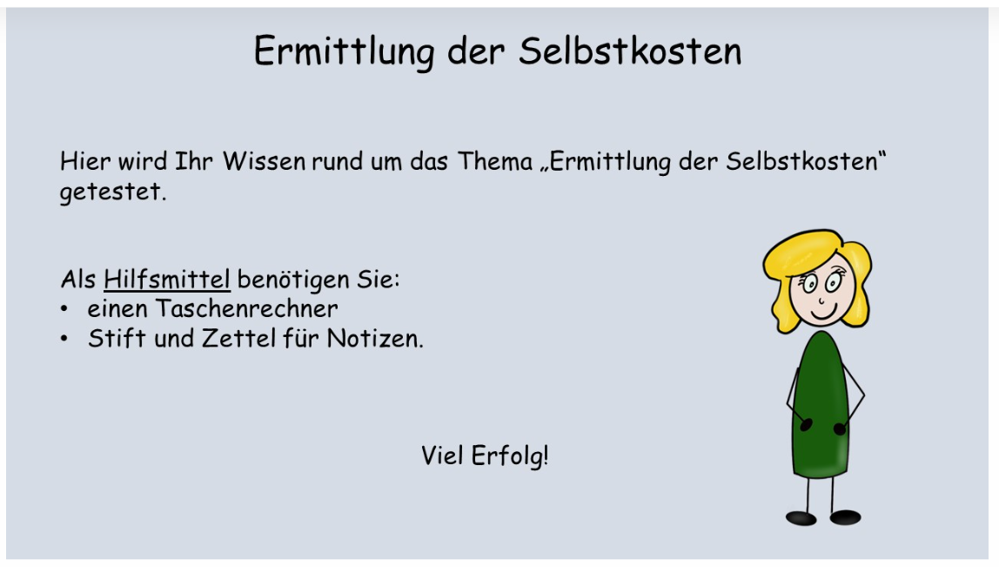 Ermittlung der Selbstkosten
Hier wird Ihr Wissen rund um das Thema „Ermittlung der Selbstkosten“
getestet.
Als Hilfsmittel benötigen Sie:
• einen Taschenrechner
• Stift und Zettel für Notizen.
Viel Erfolg!